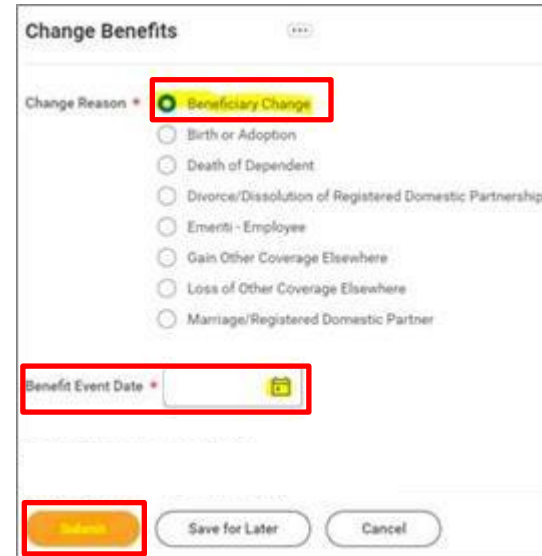 Change Benefits
Change Reason * Beneficiary Change
Birth or Adoption
Death of Dependent
Divorce/Dissolution of Registered Domestic Partnership
Emeriti - Employee
Gain Other Coverage Elsewhere
Loss of Other Coverage Elsewhere
Marriage/Registered Domestic Partner
Benefit Event Date *
Submit Save for Later Cancel